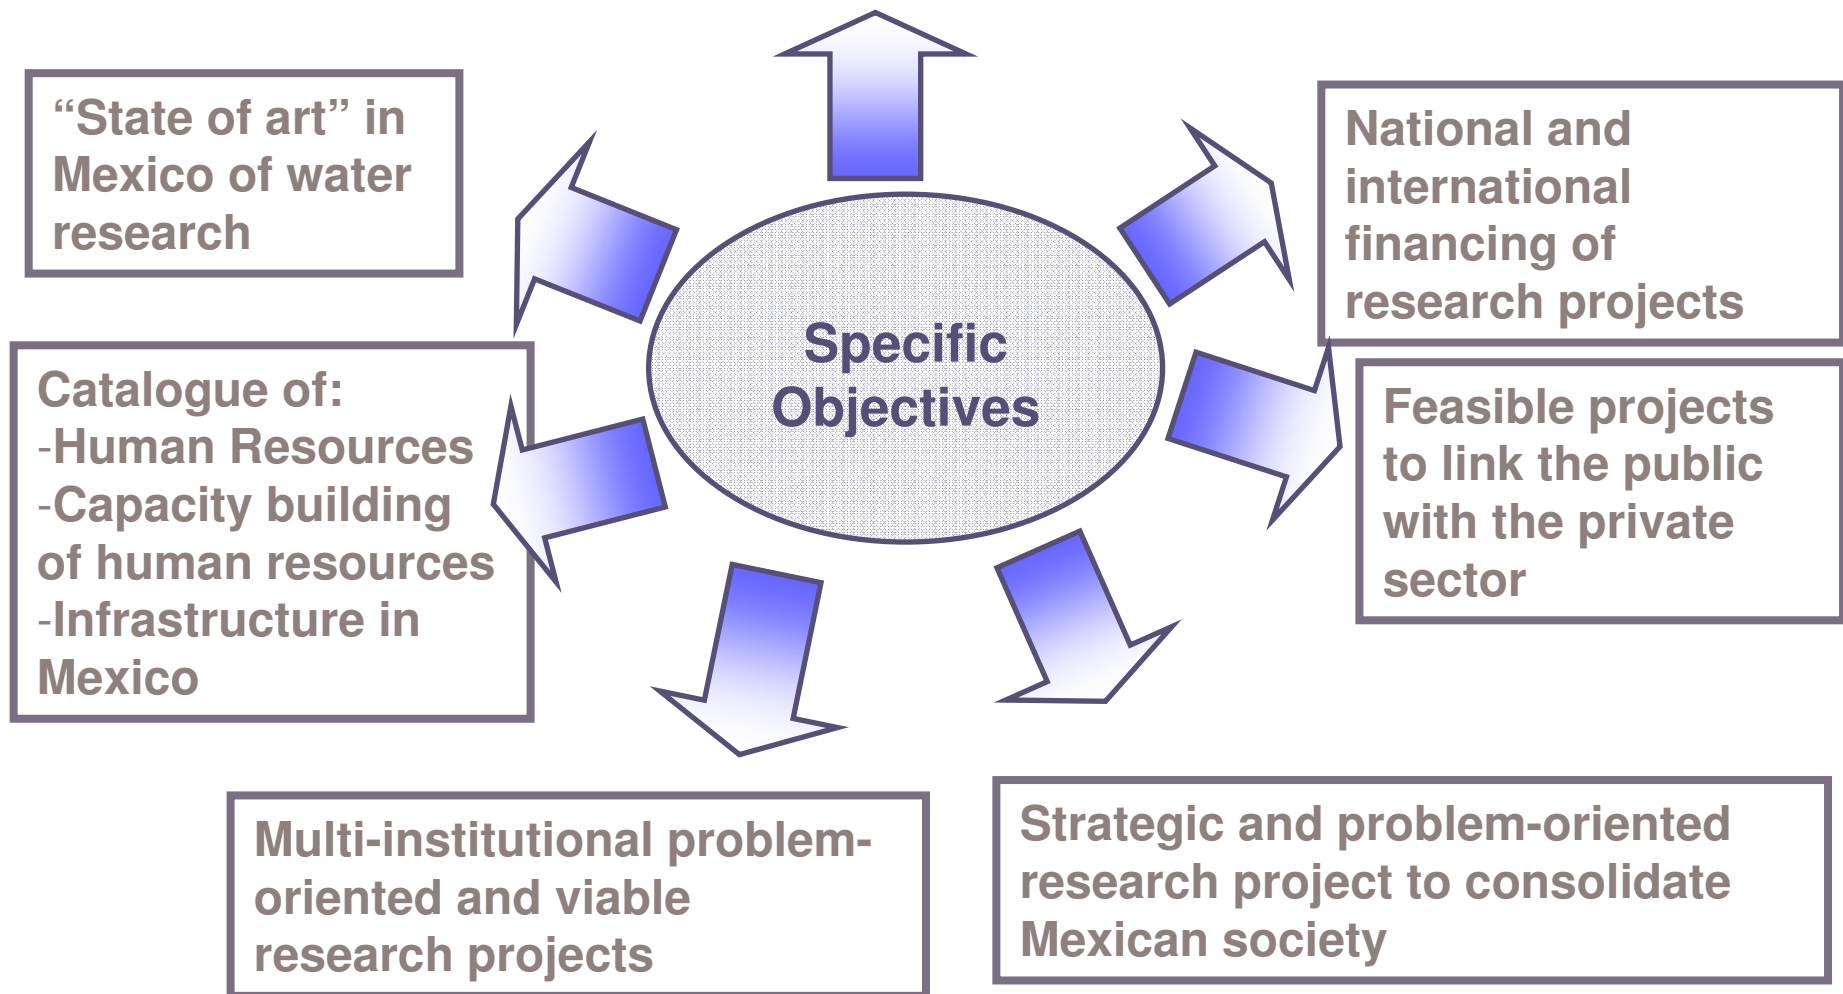 “State of art” in
Mexico of water
research
National and
international
financing of
research projects
Specific
Objectives
Catalogue of:
-Human Resources
-Capacity building
of human resources
-Infrastructure in
Mexico
Feasible projects
to link the public
with the private
sector
Multi-institutional problem-
oriented and viable
research projects
Strategic and problem-oriented
research project to consolidate
Mexican society